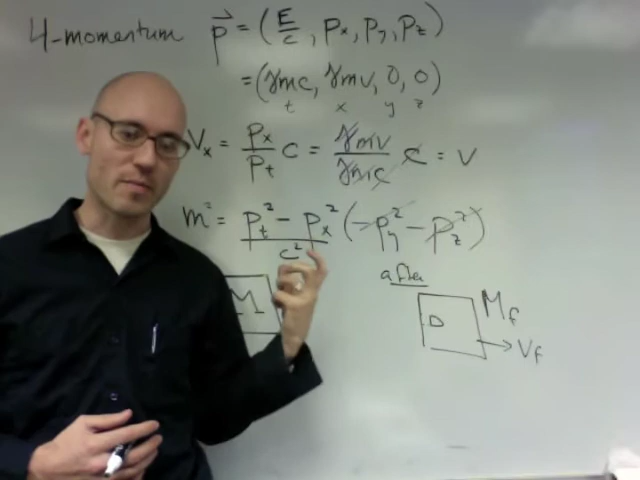 4-momentum p⃗ = (E/c, Px, Py, Pz)
= (γmc, γmv, 0, 0)
t x y z
Vx = Px/Pt c = γmv/γmc c = v
m² = (Pt² - Px² (-Py² - Pz²))/c²
after
M
D Mf
Vf